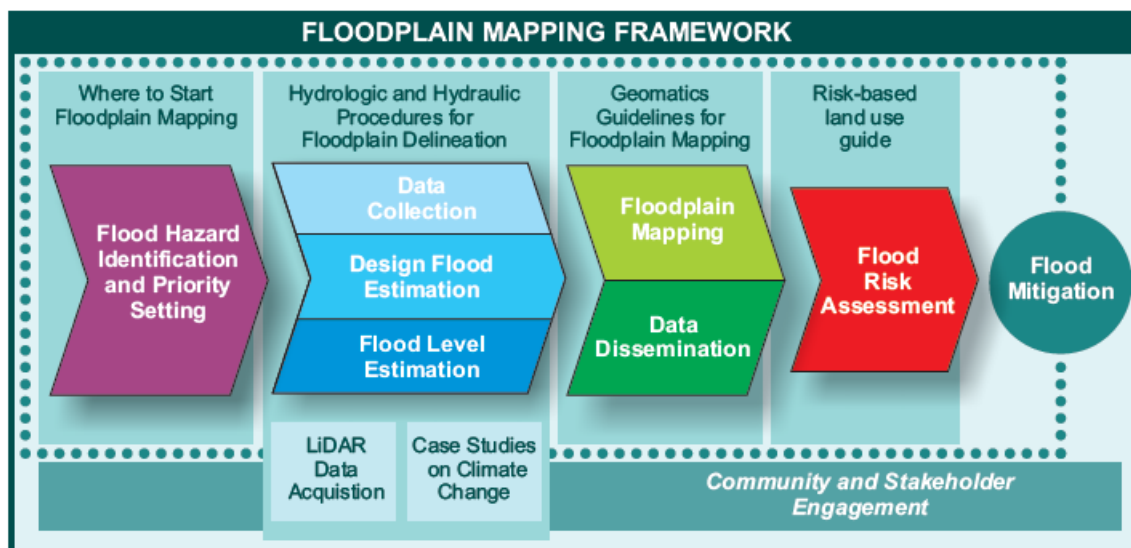 FLOODPLAIN MAPPING FRAMEWORK
Where to Start
Floodplain Mapping
Flood Hazard
Identification
and Priority
Setting
Hydrologic and Hydraulic
Procedures for
Floodplain Delineation
Data
Collection
Design Flood
Estimation
Flood Level
Estimation
LiDAR
Data
Acquistion
Case Studies
on Climate
Change
Geomatics
Guidelines for
Floodplain Mapping
Floodplain
Mapping
Data
Dissemination
Risk-based
land use
guide
Flood
Risk
Assessment
Flood
Mitigation
Community and Stakeholder
Engagement